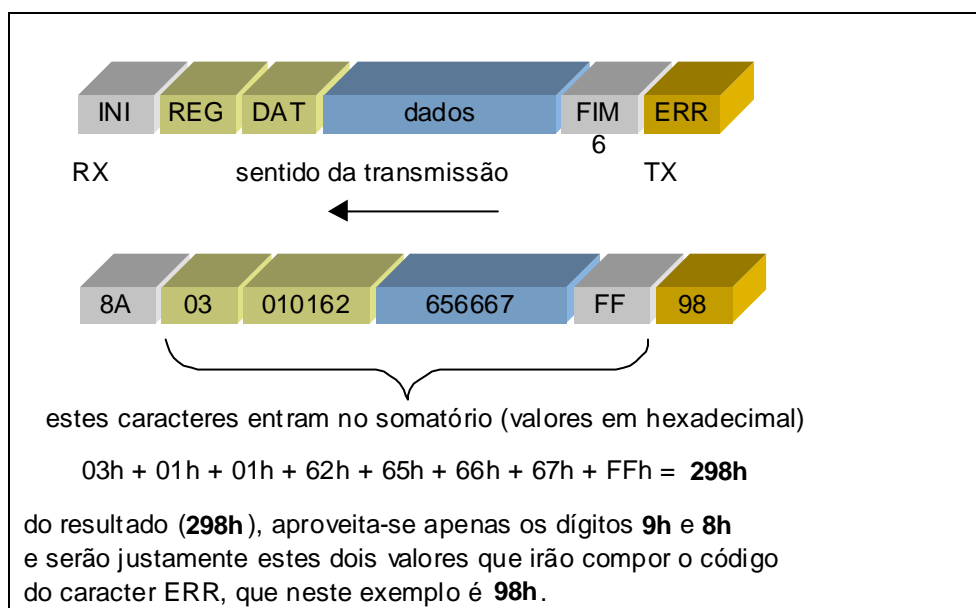 INI REG DAT dados FIM ERR
6
RX sentido da transmissão TX
8A 03 010162 656667 FF 98
estes caracteres entram no somatório (valores em hexadecimal)
03h + 01h + 01h + 62h + 65h + 66h + 67h + FFh = 298h
do resultado (298h), aproveita-se apenas os dígitos 9h e 8h
e serão justamente estes dois valores que irão compor o código
do caracter ERR, que neste exemplo é 98h.